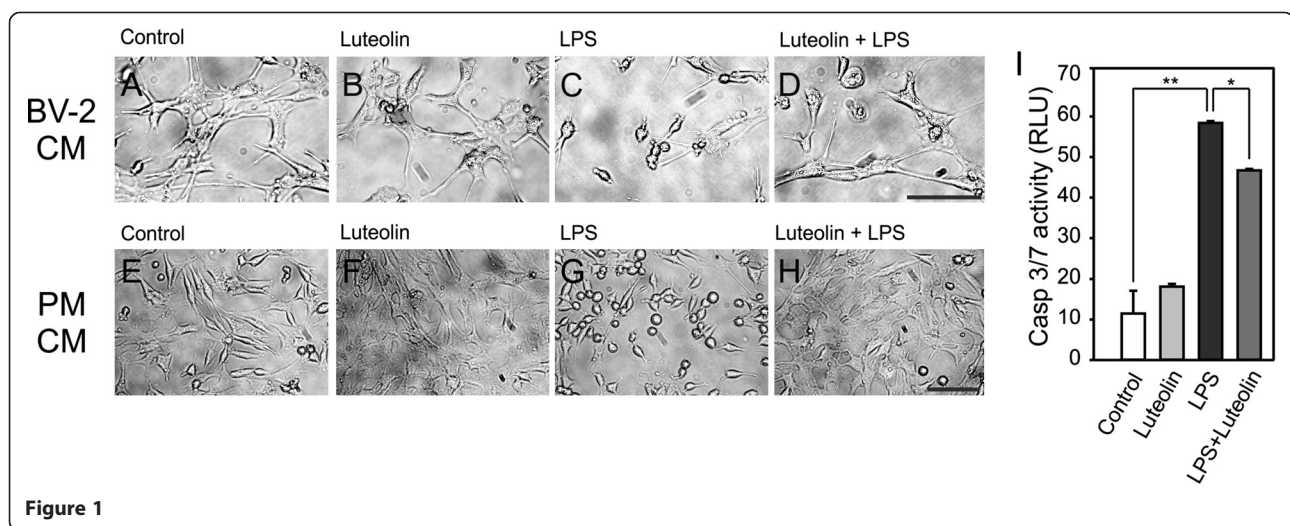 Control Luteolin LPS Luteolin + LPS
BV-2
CM
A B C D
Control Luteolin LPS Luteolin + LPS
PM
CM
E F G H
I
Casp 3/7 activity (RLU)
70
60
50
40
30
20
10
0
** *
Control
Luteolin
LPS
LPS+Luteolin
Figure 1